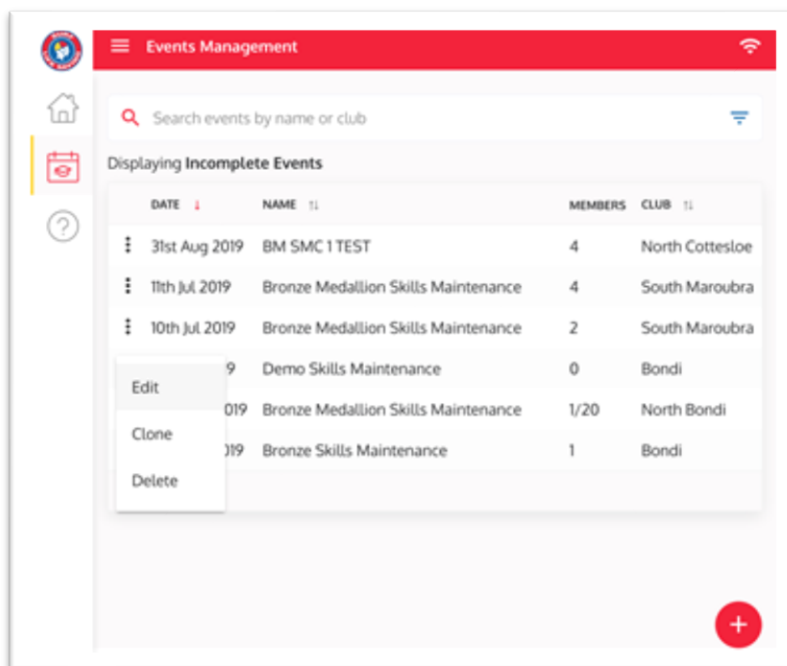 Events Management
Search events by name or club
Displaying Incomplete Events
DATE NAME MEMBERS CLUB
31st Aug 2019 BM SMC 1 TEST 4 North Cottesloe
11th Jul 2019 Bronze Medallion Skills Maintenance 4 South Maroubra
10th Jul 2019 Bronze Medallion Skills Maintenance 2 South Maroubra
9 Demo Skills Maintenance 0 Bondi
Edit
019 Bronze Medallion Skills Maintenance 1/20 North Bondi
Clone
019 Bronze Skills Maintenance 1 Bondi
Delete